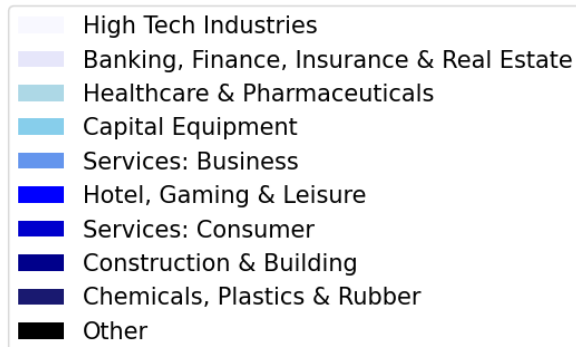 High Tech Industries
Banking, Finance, Insurance & Real Estate
Healthcare & Pharmaceuticals
Capital Equipment
Services: Business
Hotel, Gaming & Leisure
Services: Consumer
Construction & Building
Chemicals, Plastics & Rubber
Other